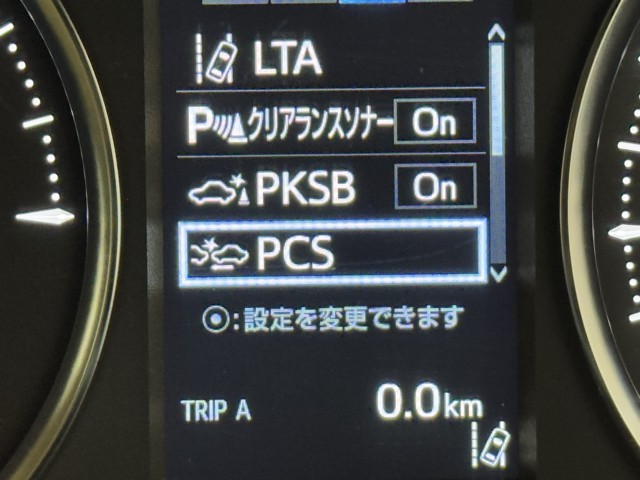 LTA
P クリアランスソナー On
PKSB On
PCS
⦿:設定を変更できます
TRIP A 0.0km